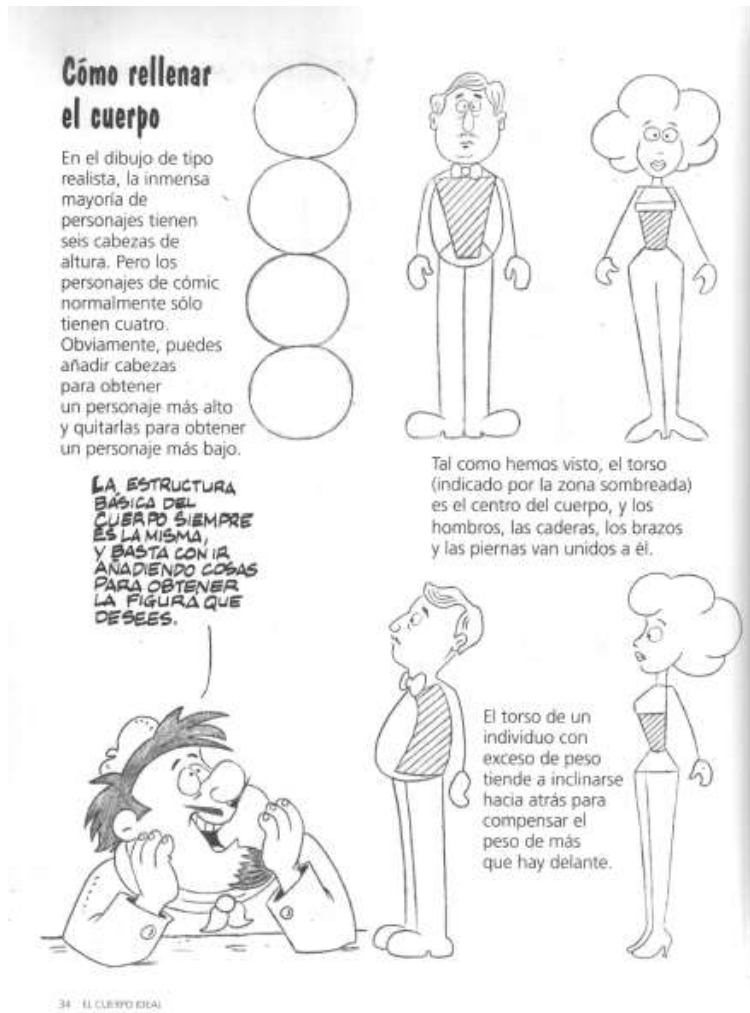 Cómo rellenar
el cuerpo
En el dibujo de tipo
realista, la inmensa
mayoría de
personajes tienen
seis cabezas de
altura. Pero los
personajes de cómic
normalmente sólo
tienen cuatro.
Obviamente, puedes
añadir cabezas
para obtener
un personaje más alto
y quitarlas para obtener
un personaje más bajo.
Tal como hemos visto, el torso
(indicado por la zona sombreada)
es el centro del cuerpo, y los
hombros, las caderas, los brazos
y las piernas van unidos a él.
LA ESTRUCTURA
BÁSICA DEL
CUERPO SIEMPRE
ES LA MISMA,
Y BASTA CON IR
AÑADIENDO COSAS
PARA OBTENER
LA FIGURA QUE
DESEES.
El torso de un
individuo con
exceso de peso
tiende a inclinarse
hacia atrás para
compensar el
peso de más
que hay delante.
34 EL CUERPO IDEAL